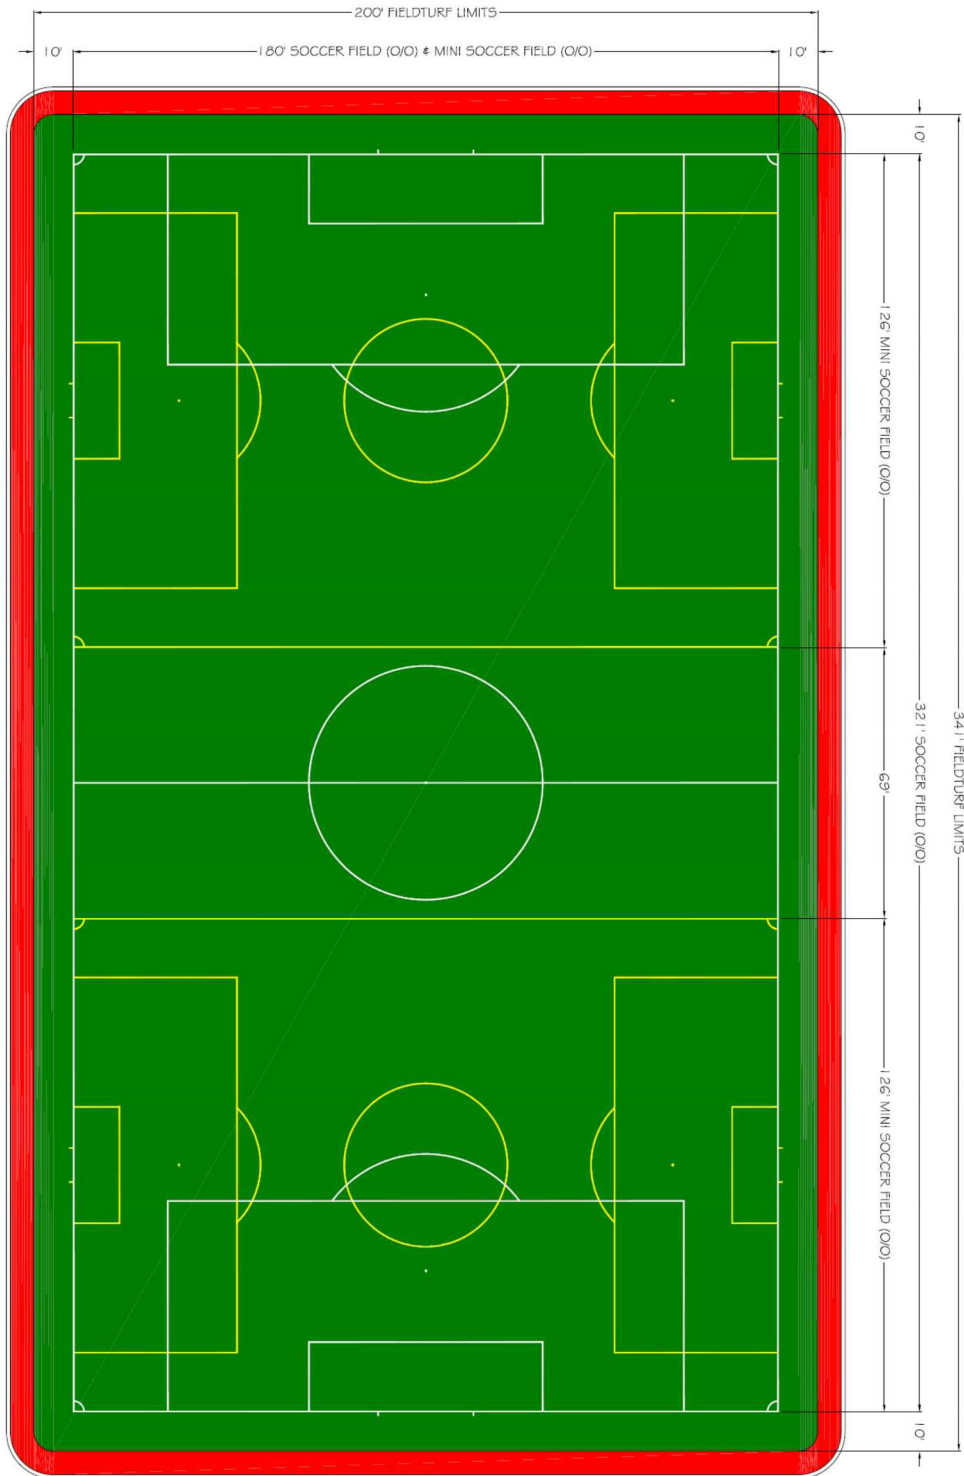 200' FIELDTURF LIMITS
10'
180' SOCCER FIELD (O/O) & MINI SOCCER FIELD (O/O)
10'
10'
126' MINI SOCCER FIELD (O/O)
69'
321' SOCCER FIELD (O/O)
341' FIELDTURF LIMITS
126' MINI SOCCER FIELD (O/O)
10'